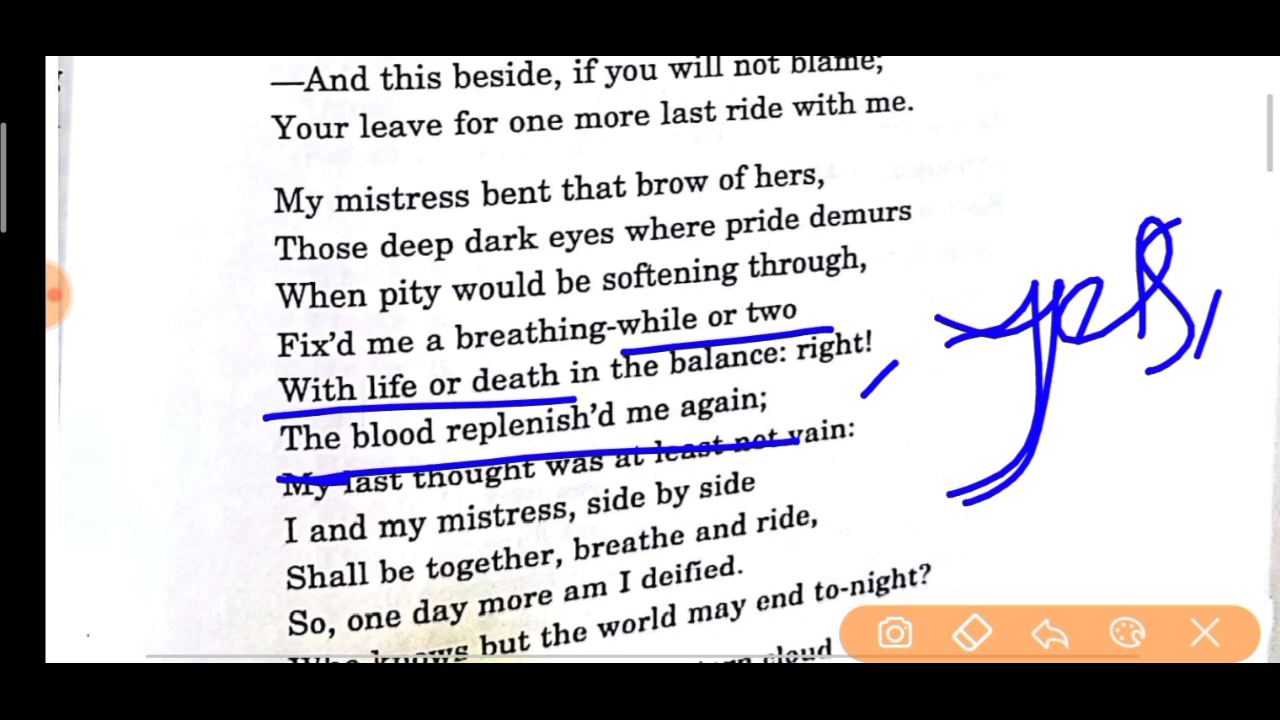 —And this beside, if you will not blame;
Your leave for one more last ride with me.
My mistress bent that brow of hers,
Those deep dark eyes where pride demurs
When pity would be softening through,
Fix'd me a breathing-while or two
With life or death in the balance: right!
The blood replenish'd me again;
My last thought was at least not vain:
I and my mistress, side by side
Shall be together, breathe and ride,
So, one day more am I deified.
Who knows but the world may end to-night?
cloud
yes,